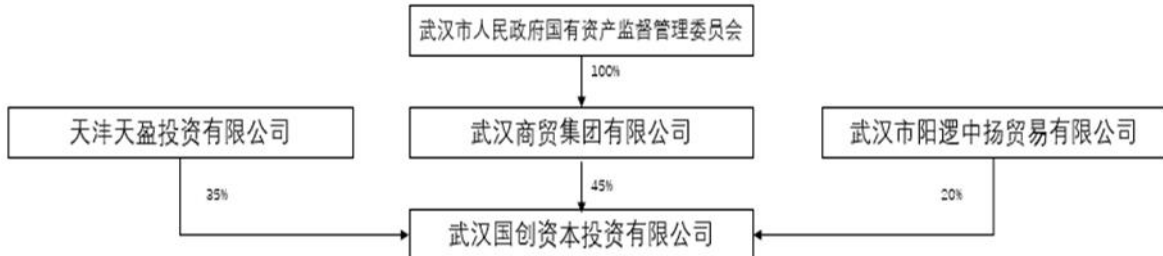 武汉市人民政府国有资产监督管理委员会
100%
天沣天盈投资有限公司
武汉商贸集团有限公司
武汉市阳逻中扬贸易有限公司
35%
45%
20%
武汉国创资本投资有限公司